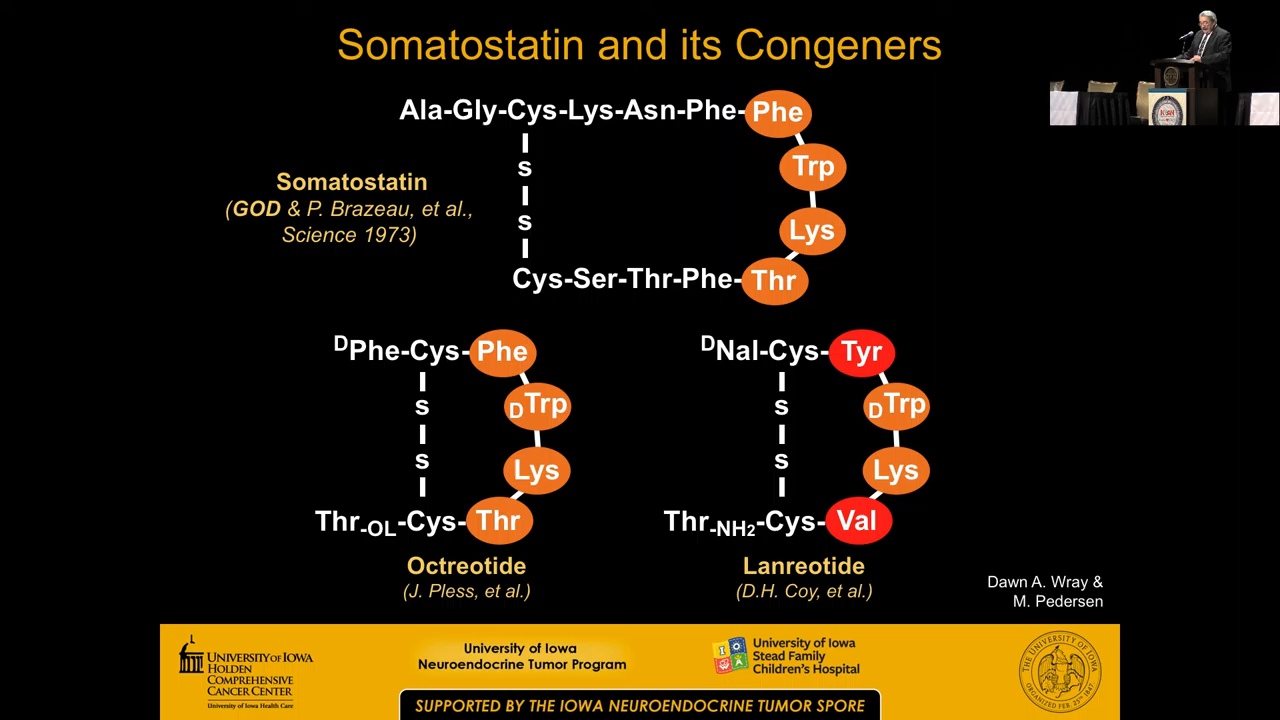 Somatostatin and its Congeners
Ala-Gly-Cys-Lys-Asn-Phe-Phe
Trp
Lys
Cys-Ser-Thr-Phe-Thr
S
S
Somatostatin
(GOD & P. Brazeau, et al.,
Science 1973)
DPhe-Cys-Phe
S
S
DTrp
Lys
Thr-OL-Cys-Thr
Octreotide
(J. Pless, et al.)
DNal-Cys-Tyr
S
S
DTrp
Lys
Thr-NH2-Cys-Val
Lanreotide
(D.H. Coy, et al.)
Dawn A. Wray &
M. Pedersen
UNIVERSITY OF IOWA
HOLDEN
COMPREHENSIVE
CANCER CENTER
University of Iowa Health Care
University of Iowa
Neuroendocrine Tumor Program
University of Iowa
Stead Family
Children's Hospital
THE UNIVERSITY OF IOWA
ORGANIZED FEB. 25TH 1847
SUPPORTED BY THE IOWA NEUROENDOCRINE TUMOR SPORE